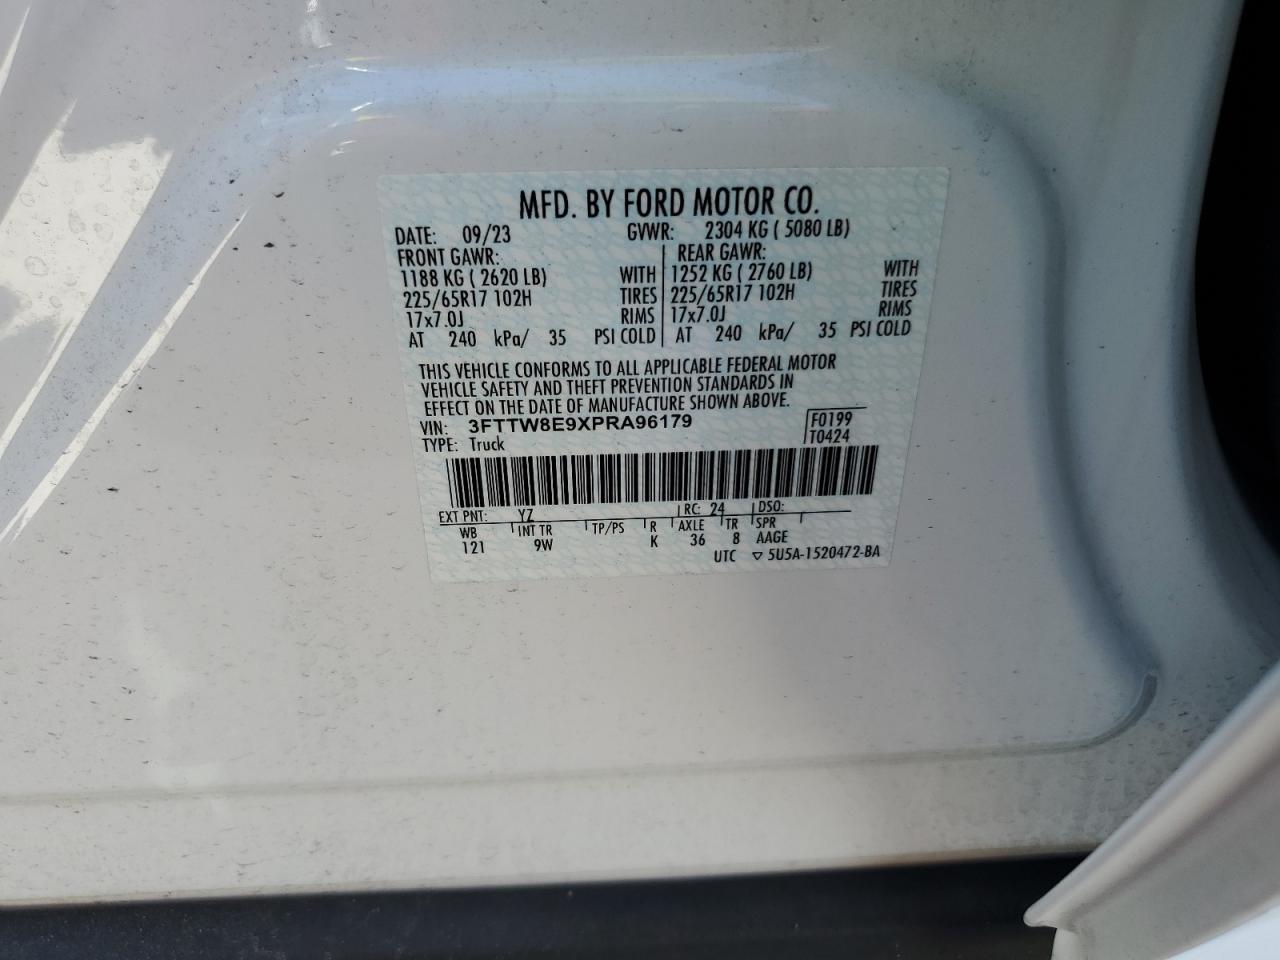 MFD. BY FORD MOTOR CO.
DATE: 09/23 GVWR: 2304 KG ( 5080 LB)
FRONT GAWR: REAR GAWR:
1188 KG ( 2620 LB) WITH 1252 KG ( 2760 LB) WITH
225/65R17 102H TIRES 225/65R17 102H TIRES
17x7.0J RIMS 17x7.0J RIMS
AT 240 kPa/ 35 PSI COLD AT 240 kPa/ 35 PSI COLD
THIS VEHICLE CONFORMS TO ALL APPLICABLE FEDERAL MOTOR
VEHICLE SAFETY AND THEFT PREVENTION STANDARDS IN
EFFECT ON THE DATE OF MANUFACTURE SHOWN ABOVE.
VIN: 3FTTW8E9XPRA96179 F0199
TYPE: Truck T0424
EXT PNT: YZ RC: 24 DSO:
WB INT TR TP/PS R AXLE TR SPR
121 9W K 36 8 AAGE
UTC ▽ 5U5A-1520472-BA